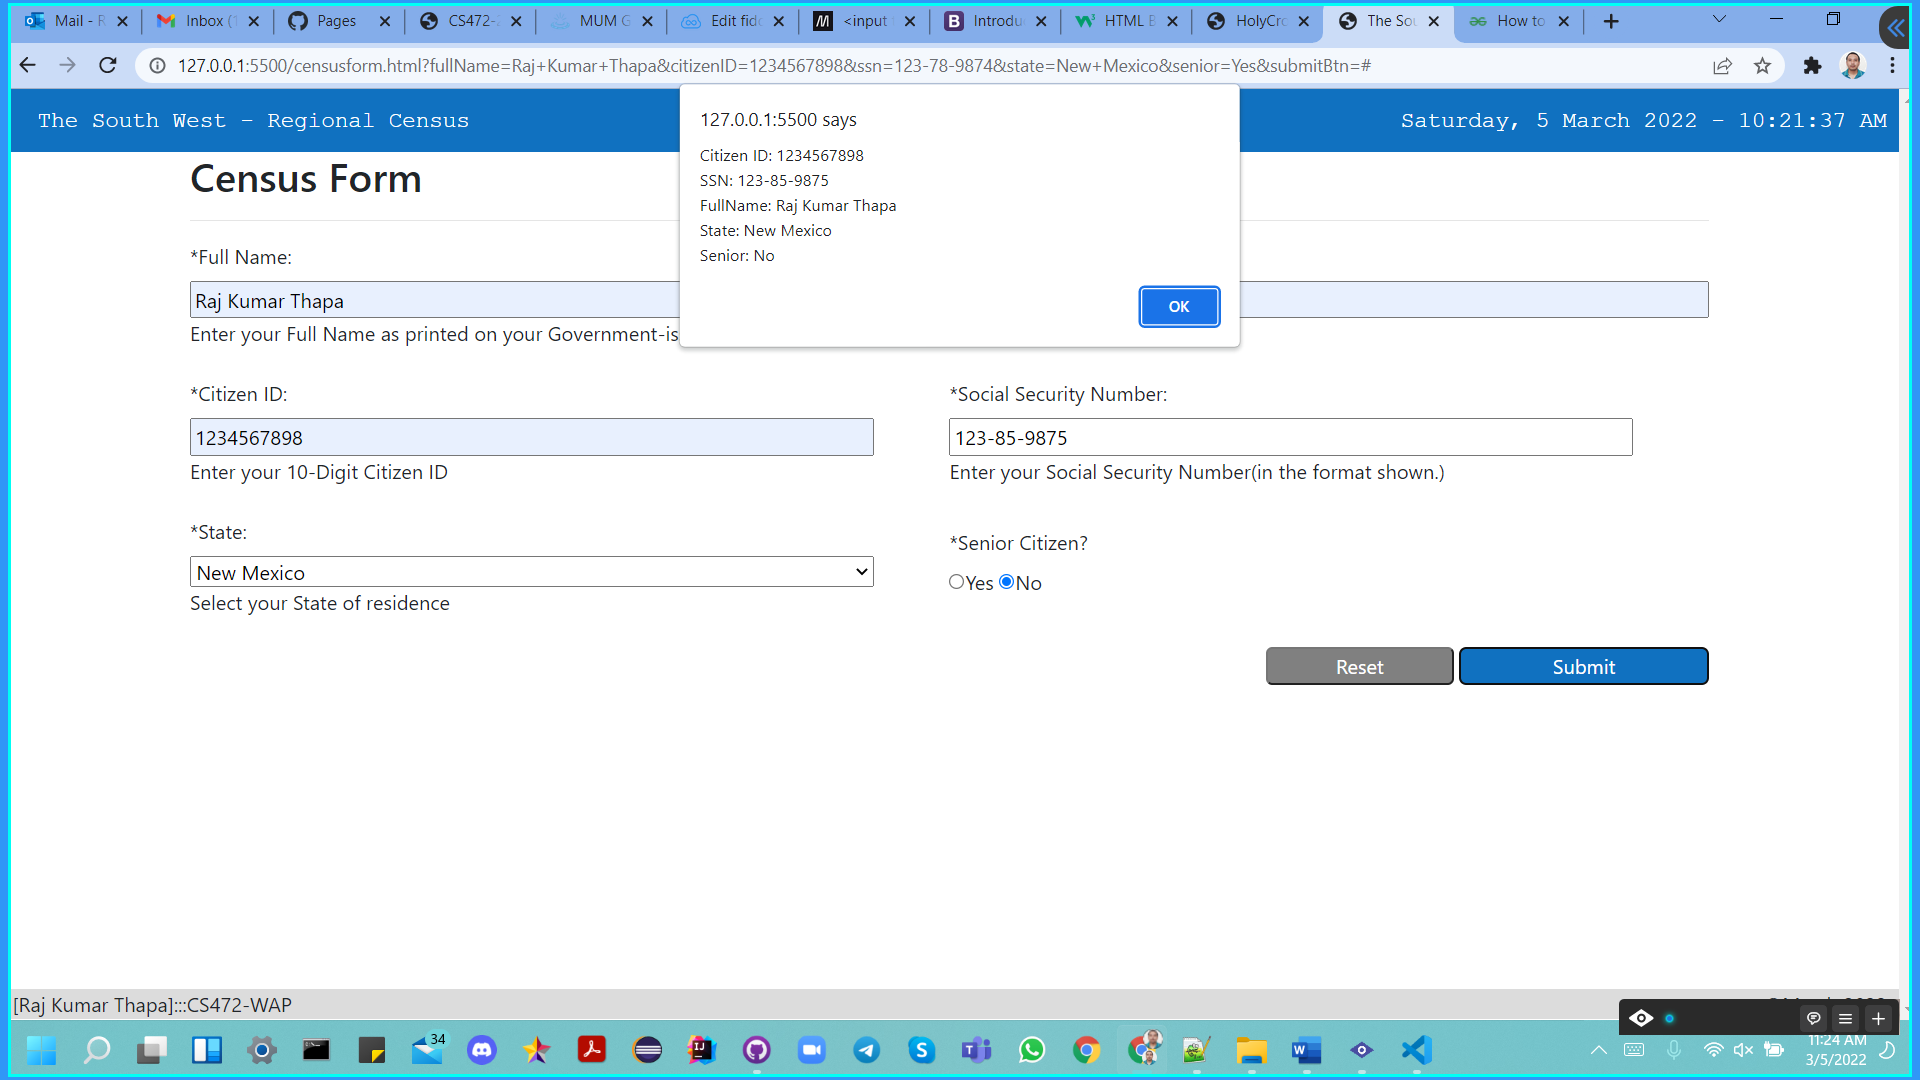 Mail - R
Inbox (1
Pages
CS472-2
MUM G
Edit fidd
<input
Introduc
HTML B
HolyCro
The Sou
How to
127.0.0.1:5500/censusform.html?fullName=Raj+Kumar+Thapa&citizenID=1234567898&ssn=123-78-9874&state=New+Mexico&senior=Yes&submitBtn=#
The South West - Regional Census
Saturday, 5 March 2022 - 10:21:37 AM
127.0.0.1:5500 says
Citizen ID: 1234567898
SSN: 123-85-9875
FullName: Raj Kumar Thapa
State: New Mexico
Senior: No
OK
Census Form
*Full Name:
Raj Kumar Thapa
Enter your Full Name as printed on your Government-is
*Citizen ID:
1234567898
Enter your 10-Digit Citizen ID
*Social Security Number:
123-85-9875
Enter your Social Security Number(in the format shown.)
*State:
New Mexico
Select your State of residence
*Senior Citizen?
Yes No
Reset
Submit
[Raj Kumar Thapa]:::CS472-WAP
34
11:24 AM
3/5/2022